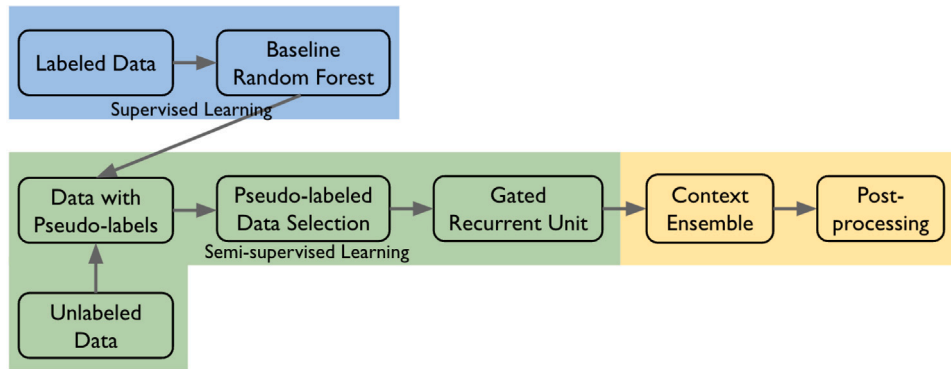 Labeled Data
Baseline
Random Forest
Supervised Learning
Data with
Pseudo-labels
Pseudo-labeled
Data Selection
Gated
Recurrent Unit
Context
Ensemble
Post-
processing
Semi-supervised Learning
Unlabeled
Data